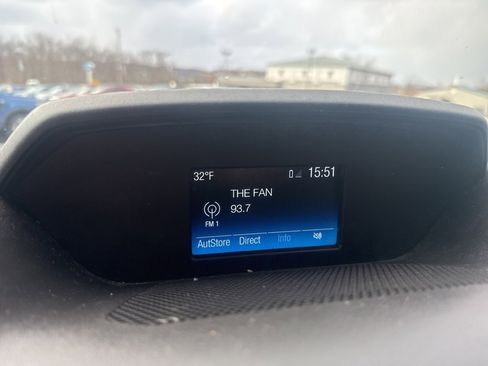 32°F 15:51
THE FAN
93.7
FM 1
AutStore Direct Info